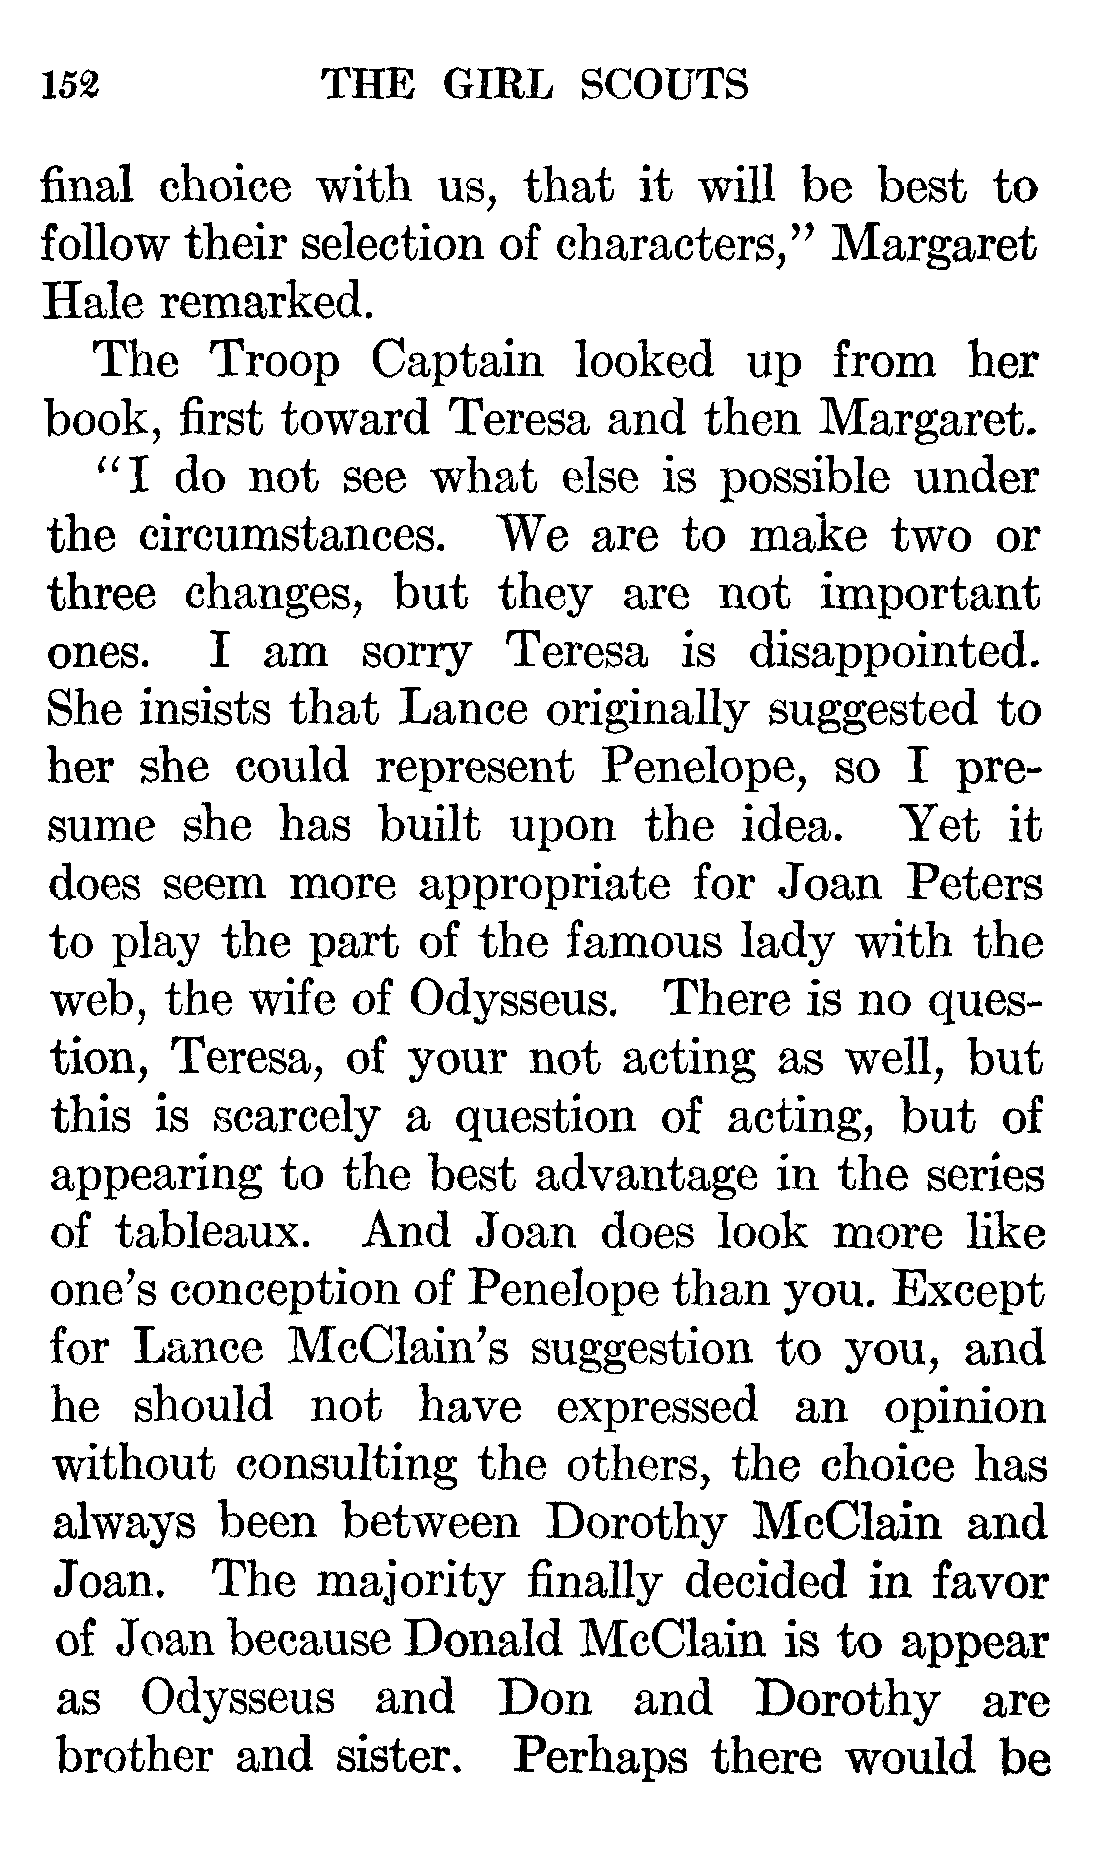 152 THE GIRL SCOUTS
final choice with us, that it will be best to
follow their selection of characters,” Margaret
Hale remarked.
The Troop Captain looked up from her
book, first toward Teresa and then Margaret.
“I do not see what else is possible under
the circumstances. We are to make two or
three changes, but they are not important
ones. I am sorry Teresa is disappointed.
She insists that Lance originally suggested to
her she could represent Penelope, so I pre-
sume she has built upon the idea. Yet it
does seem more appropriate for Joan Peters
to play the part of the famous lady with the
web, the wife of Odysseus. There is no ques-
tion, Teresa, of your not acting as well, but
this is scarcely a question of acting, but of
appearing to the best advantage in the series
of tableaux. And Joan does look more like
one’s conception of Penelope than you. Except
for Lance McClain’s suggestion to you, and
he should not have expressed an opinion
without consulting the others, the choice has
always been between Dorothy McClain and
Joan. The majority finally decided in favor
of Joan because Donald McClain is to appear
as Odysseus and Don and Dorothy are
brother and sister. Perhaps there would be